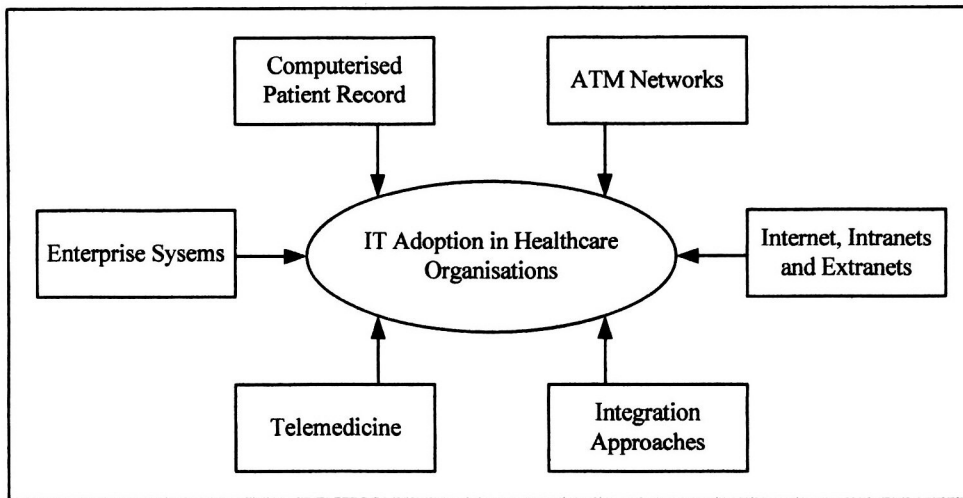 Computerised
Patient Record
ATM Networks
Enterprise Sysems
IT Adoption in Healthcare
Organisations
Internet, Intranets
and Extranets
Telemedicine
Integration
Approaches